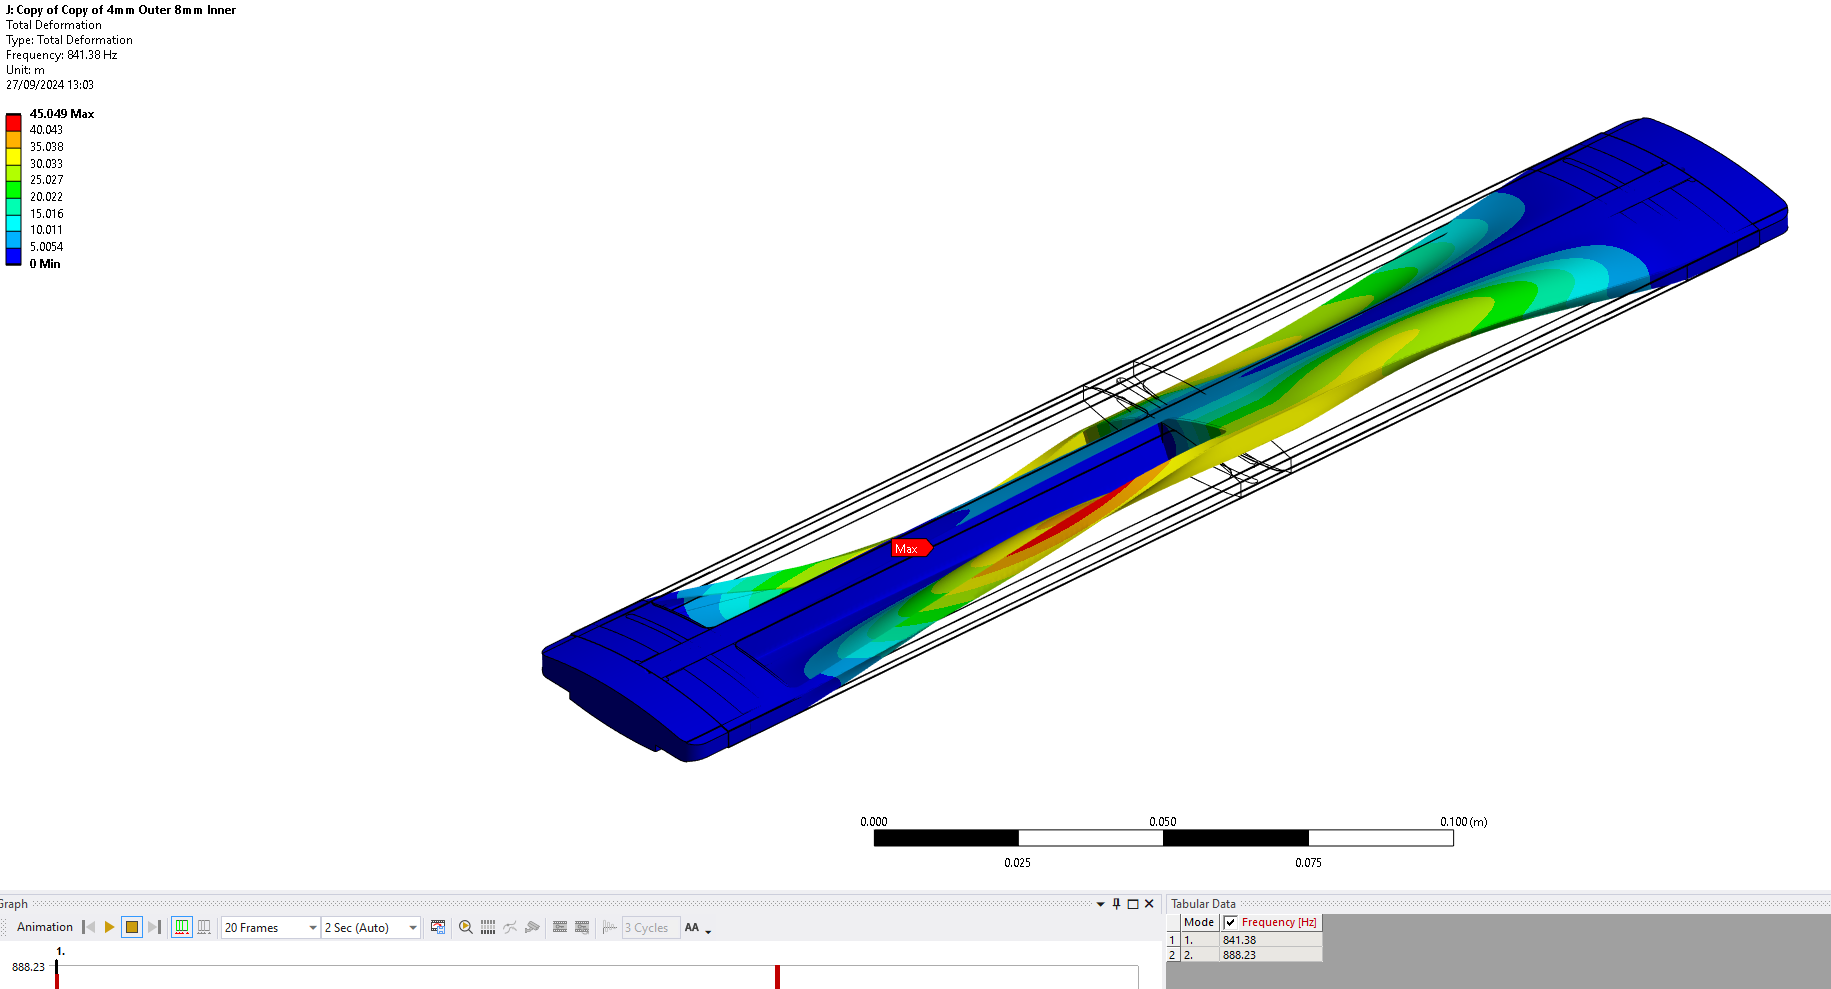 J: Copy of Copy of 4mm Outer 8mm Inner
Total Deformation
Type: Total Deformation
Frequency: 841.38 Hz
Unit: m
27/09/2024 13:03
45.049 Max
40.043
35.038
30.033
25.027
20.022
15.016
10.011
5.0054
0 Min
Max
0.000
0.050
0.100 (m)
0.025
0.075
Graph
Animation
20 Frames
2 Sec (Auto)
3 Cycles
AA
1.
888.23
Tabular Data
Mode Frequency [Hz]
1 1. 841.38
2 2. 888.23